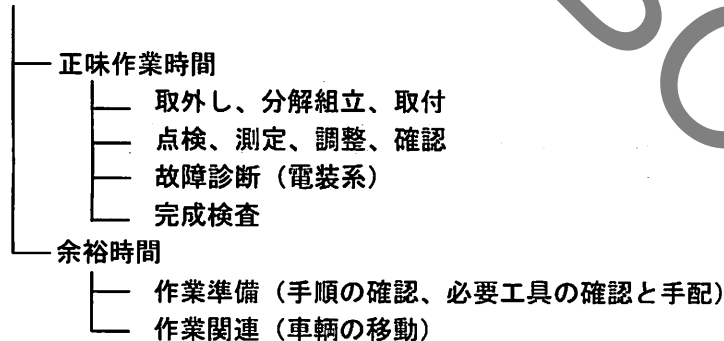 正味作業時間
取外し、分解組立、取付
点検、測定、調整、確認
故障診断（電装系）
完成検査
余裕時間
作業準備（手順の確認、必要工具の確認と手配）
作業関連（車輌の移動）